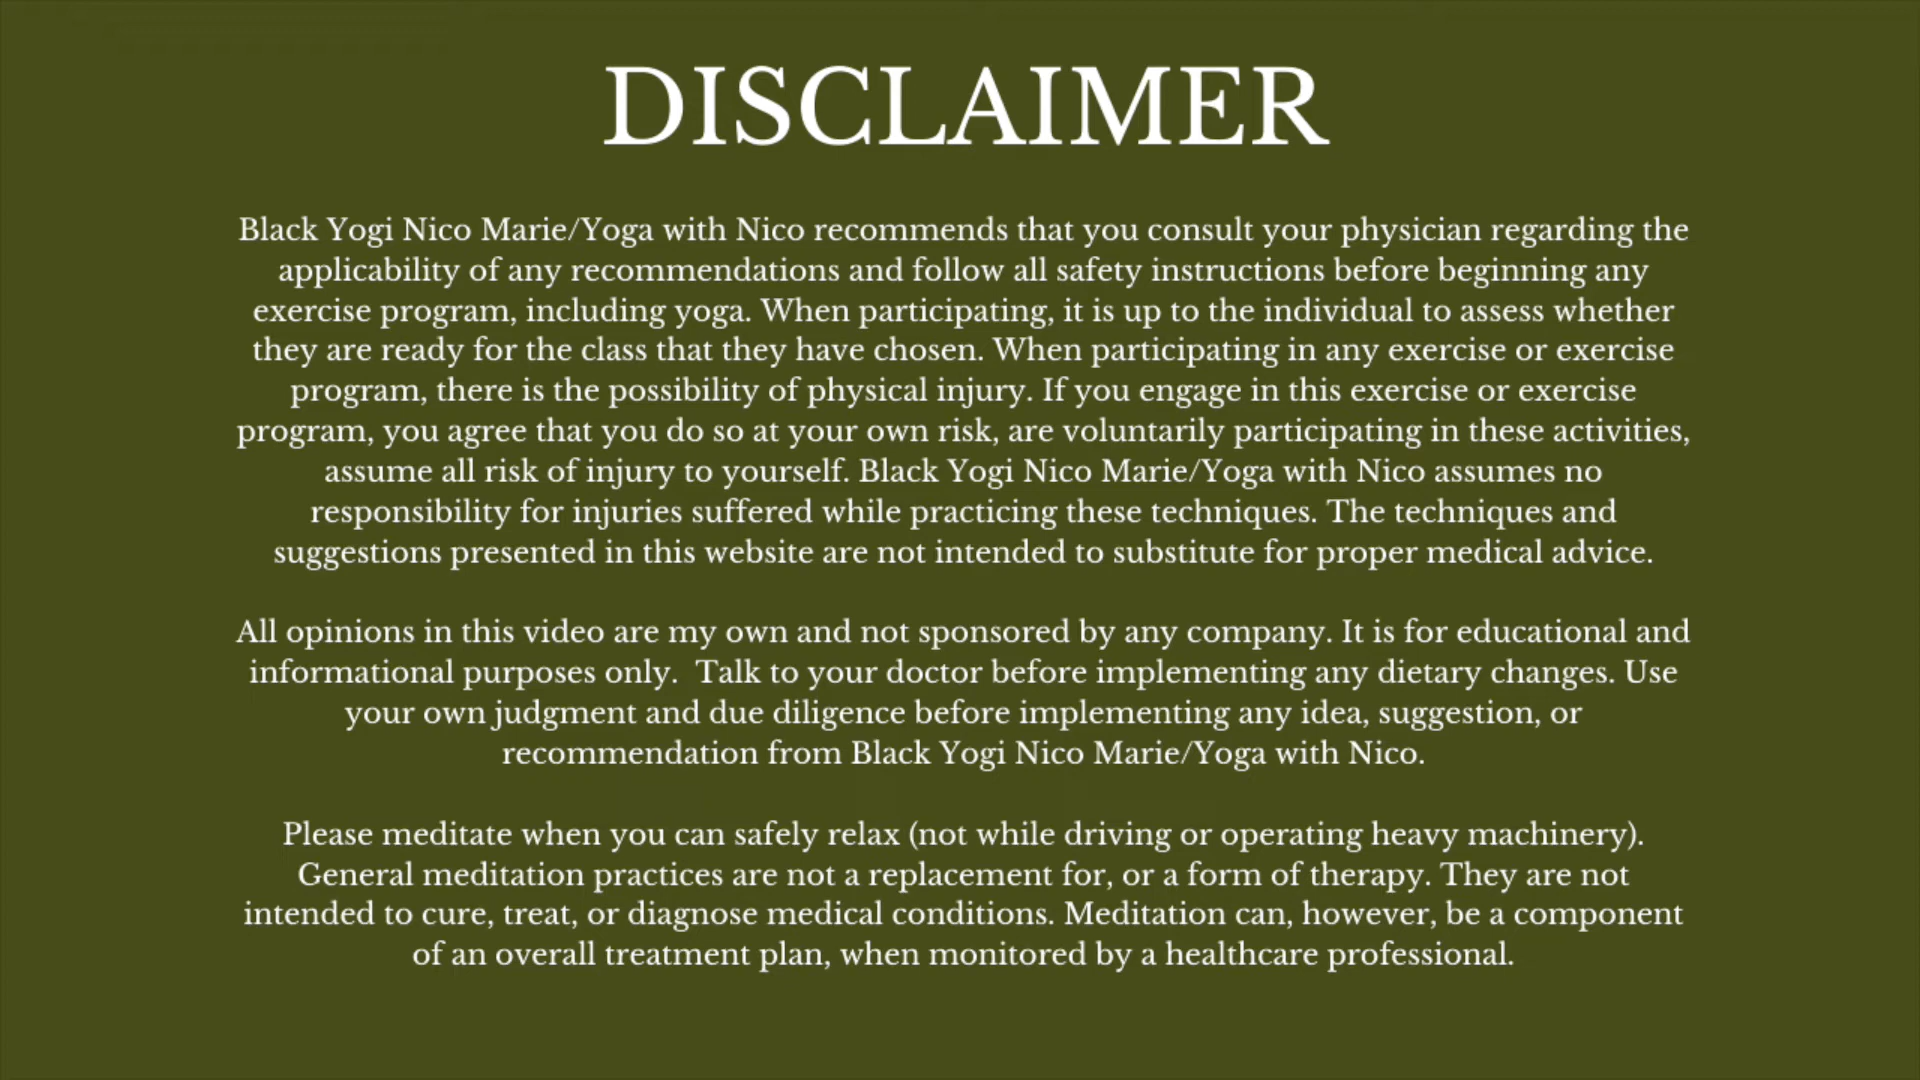 DISCLAIMER
Black Yogi Nico Marie/Yoga with Nico recommends that you consult your physician regarding the
applicability of any recommendations and follow all safety instructions before beginning any
exercise program, including yoga. When participating, it is up to the individual to assess whether
they are ready for the class that they have chosen. When participating in any exercise or exercise
program, there is the possibility of physical injury. If you engage in this exercise or exercise
program, you agree that you do so at your own risk, are voluntarily participating in these activities,
assume all risk of injury to yourself. Black Yogi Nico Marie/Yoga with Nico assumes no
responsibility for injuries suffered while practicing these techniques. The techniques and
suggestions presented in this website are not intended to substitute for proper medical advice.
All opinions in this video are my own and not sponsored by any company. It is for educational and
informational purposes only.  Talk to your doctor before implementing any dietary changes. Use
your own judgment and due diligence before implementing any idea, suggestion, or
recommendation from Black Yogi Nico Marie/Yoga with Nico.
Please meditate when you can safely relax (not while driving or operating heavy machinery).
General meditation practices are not a replacement for, or a form of therapy. They are not
intended to cure, treat, or diagnose medical conditions. Meditation can, however, be a component
of an overall treatment plan, when monitored by a healthcare professional.